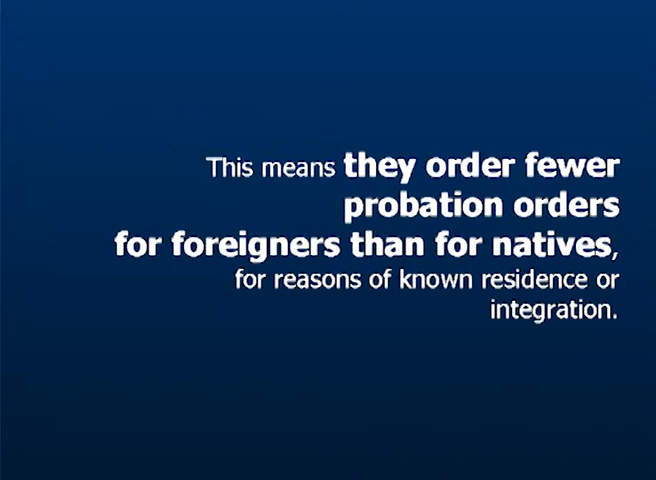 This means they order fewer
probation orders
for foreigners than for natives,
for reasons of known residence or
integration.